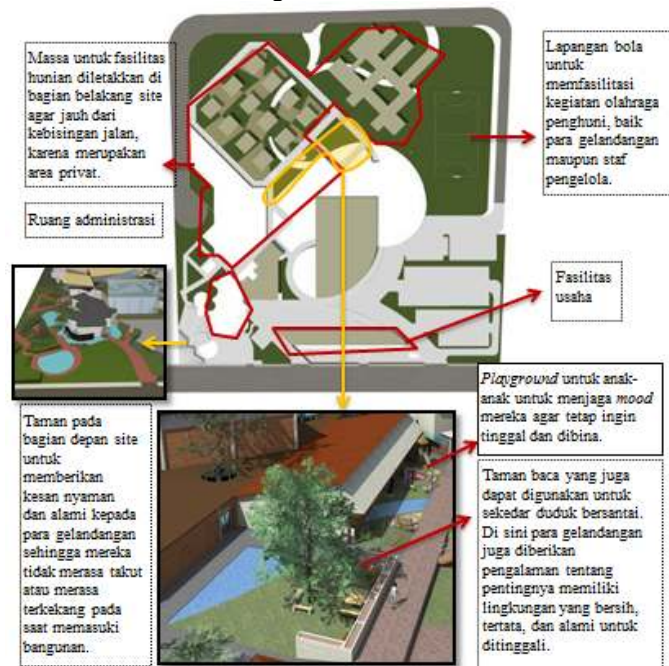 Massa untuk fasilitas
hunian diletakkan di
bagian belakang site
agar jauh dari
kebisingan jalan,
karena merupakan
area privat.
Ruang administrasi
Lapangan bola
untuk
memfasilitasi
kegiatan olahraga
penghuni, baik
para gelandangan
maupun staf
pengelola.
Fasilitas
usaha
Playground untuk anak-
anak untuk menjaga mood
mereka agar tetap ingin
tinggal dan dibina.
Taman pada
bagian depan site
untuk
memberikan
kesan nyaman
dan alami kepada
para gelandangan
sehingga mereka
tidak merasa takut
atau merasa
terkekang pada
saat memasuki
bangunan.
Taman baca yang juga
dapat digunakan untuk
sekedar duduk bersantai.
Di sini para gelandangan
juga diberikan
pengalaman tentang
pentingnya memiliki
lingkungan yang bersih,
tertata, dan alami untuk
ditinggali.